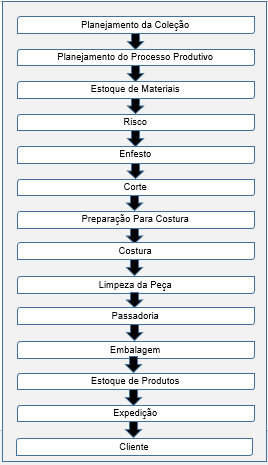 Planejamento da Coleção
Planejamento do Processo Produtivo
Estoque de Materiais
Risco
Enfesto
Corte
Preparação Para Costura
Costura
Limpeza da Peça
Passadoria
Embalagem
Estoque de Produtos
Expedição
Cliente